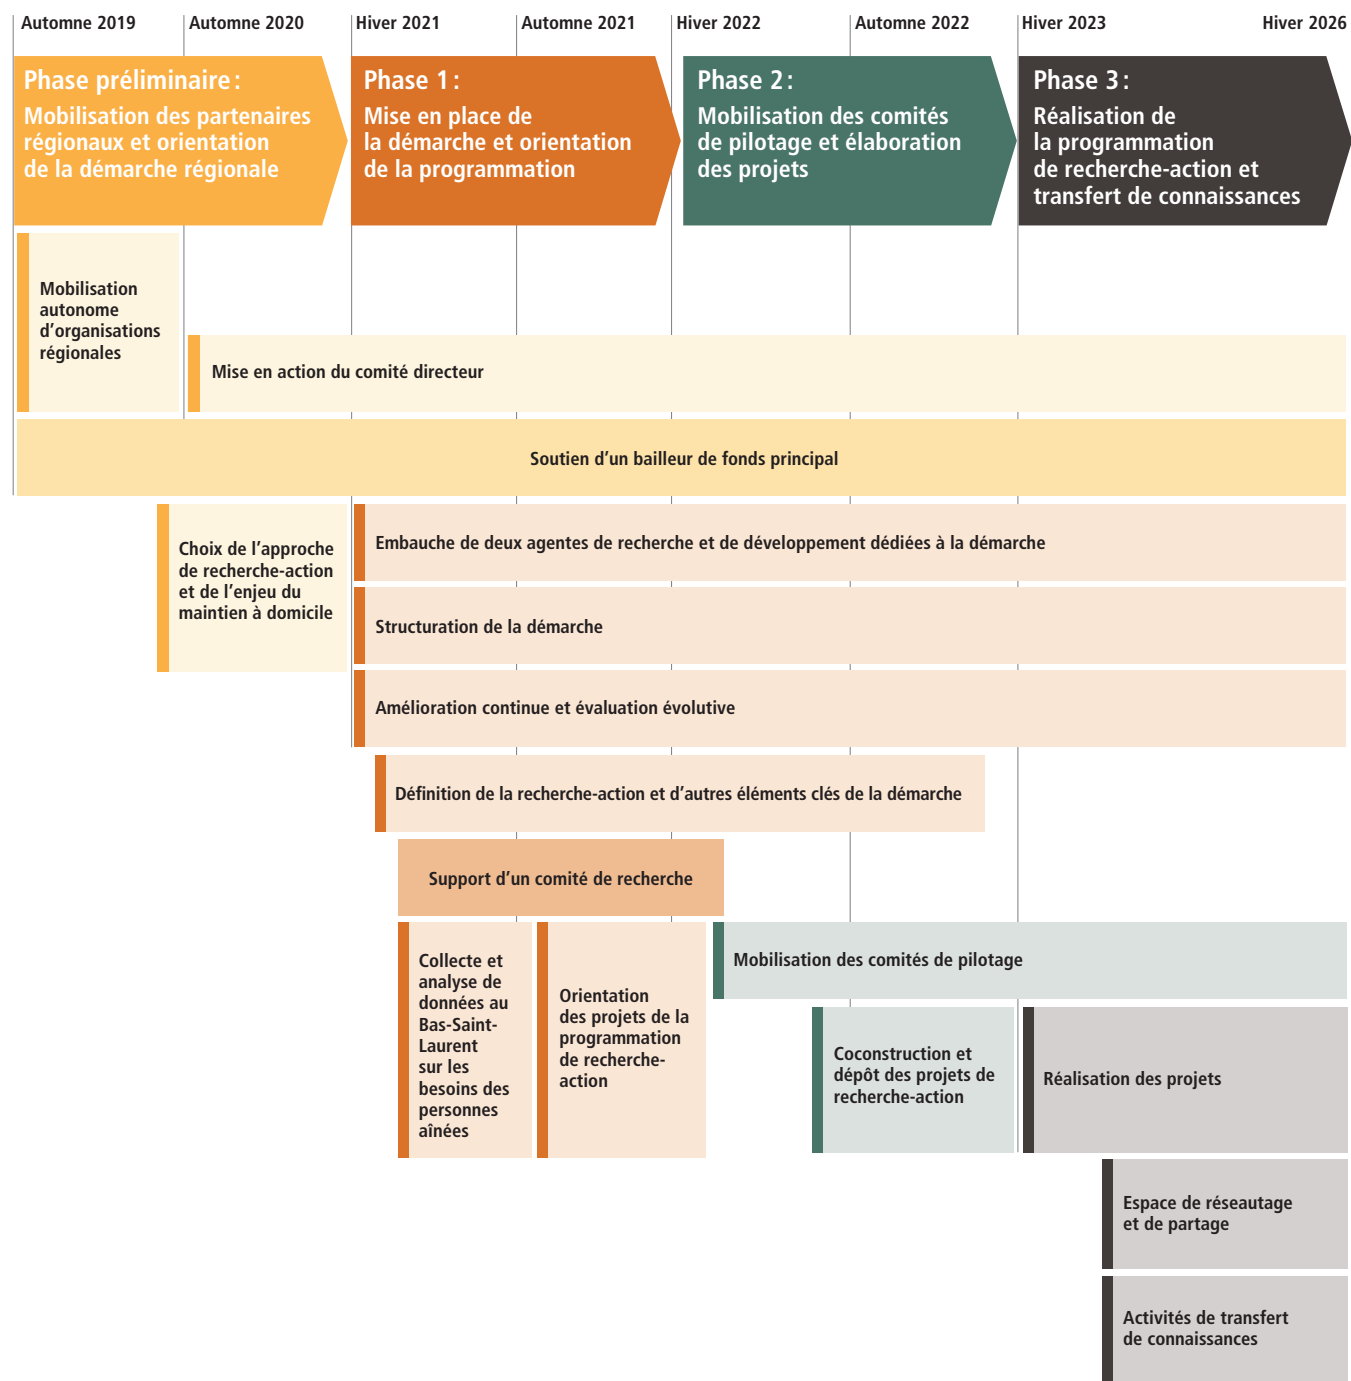 Automne 2019
Automne 2020
Hiver 2021
Automne 2021
Hiver 2022
Automne 2022
Hiver 2023
Hiver 2026
Phase préliminaire :
Mobilisation des partenaires
régionaux et orientation
de la démarche régionale
Phase 1 :
Mise en place de
la démarche et orientation
de la programmation
Phase 2 :
Mobilisation des comités
de pilotage et élaboration
des projets
Phase 3 :
Réalisation de
la programmation
de recherche-action et
transfert de connaissances
Mobilisation
autonome
d’organisations
régionales
Mise en action du comité directeur
Soutien d’un bailleur de fonds principal
Choix de l’approche
de recherche-action
et de l’enjeu du
maintien à domicile
Embauche de deux agentes de recherche et de développement dédiées à la démarche
Structuration de la démarche
Amélioration continue et évaluation évolutive
Définition de la recherche-action et d’autres éléments clés de la démarche
Support d’un comité de recherche
Collecte et
analyse de
données au
Bas-Saint-
Laurent
sur les
besoins des
personnes
aînées
Orientation
des projets de la
programmation
de recherche-
action
Mobilisation des comités de pilotage
Coconstruction et
dépôt des projets de
recherche-action
Réalisation des projets
Espace de réseautage
et de partage
Activités de transfert
de connaissances